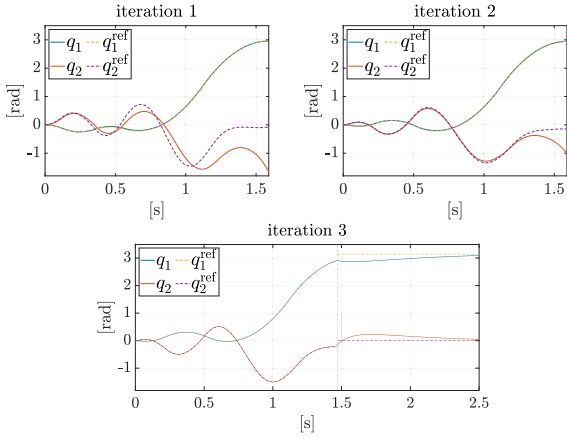 iteration 1
q₁ q₁ʳᵉᶠ
q₂ q₂ʳᵉᶠ
3
2
1
0
-1
[rad]
0 0.5 1 1.5
[s]
iteration 2
q₁ q₁ʳᵉᶠ
q₂ q₂ʳᵉᶠ
3
2
1
0
-1
[rad]
0 0.5 1 1.5
[s]
iteration 3
q₁ q₁ʳᵉᶠ
q₂ q₂ʳᵉᶠ
3
2
1
0
-1
[rad]
0 0.5 1 1.5 2 2.5
[s]